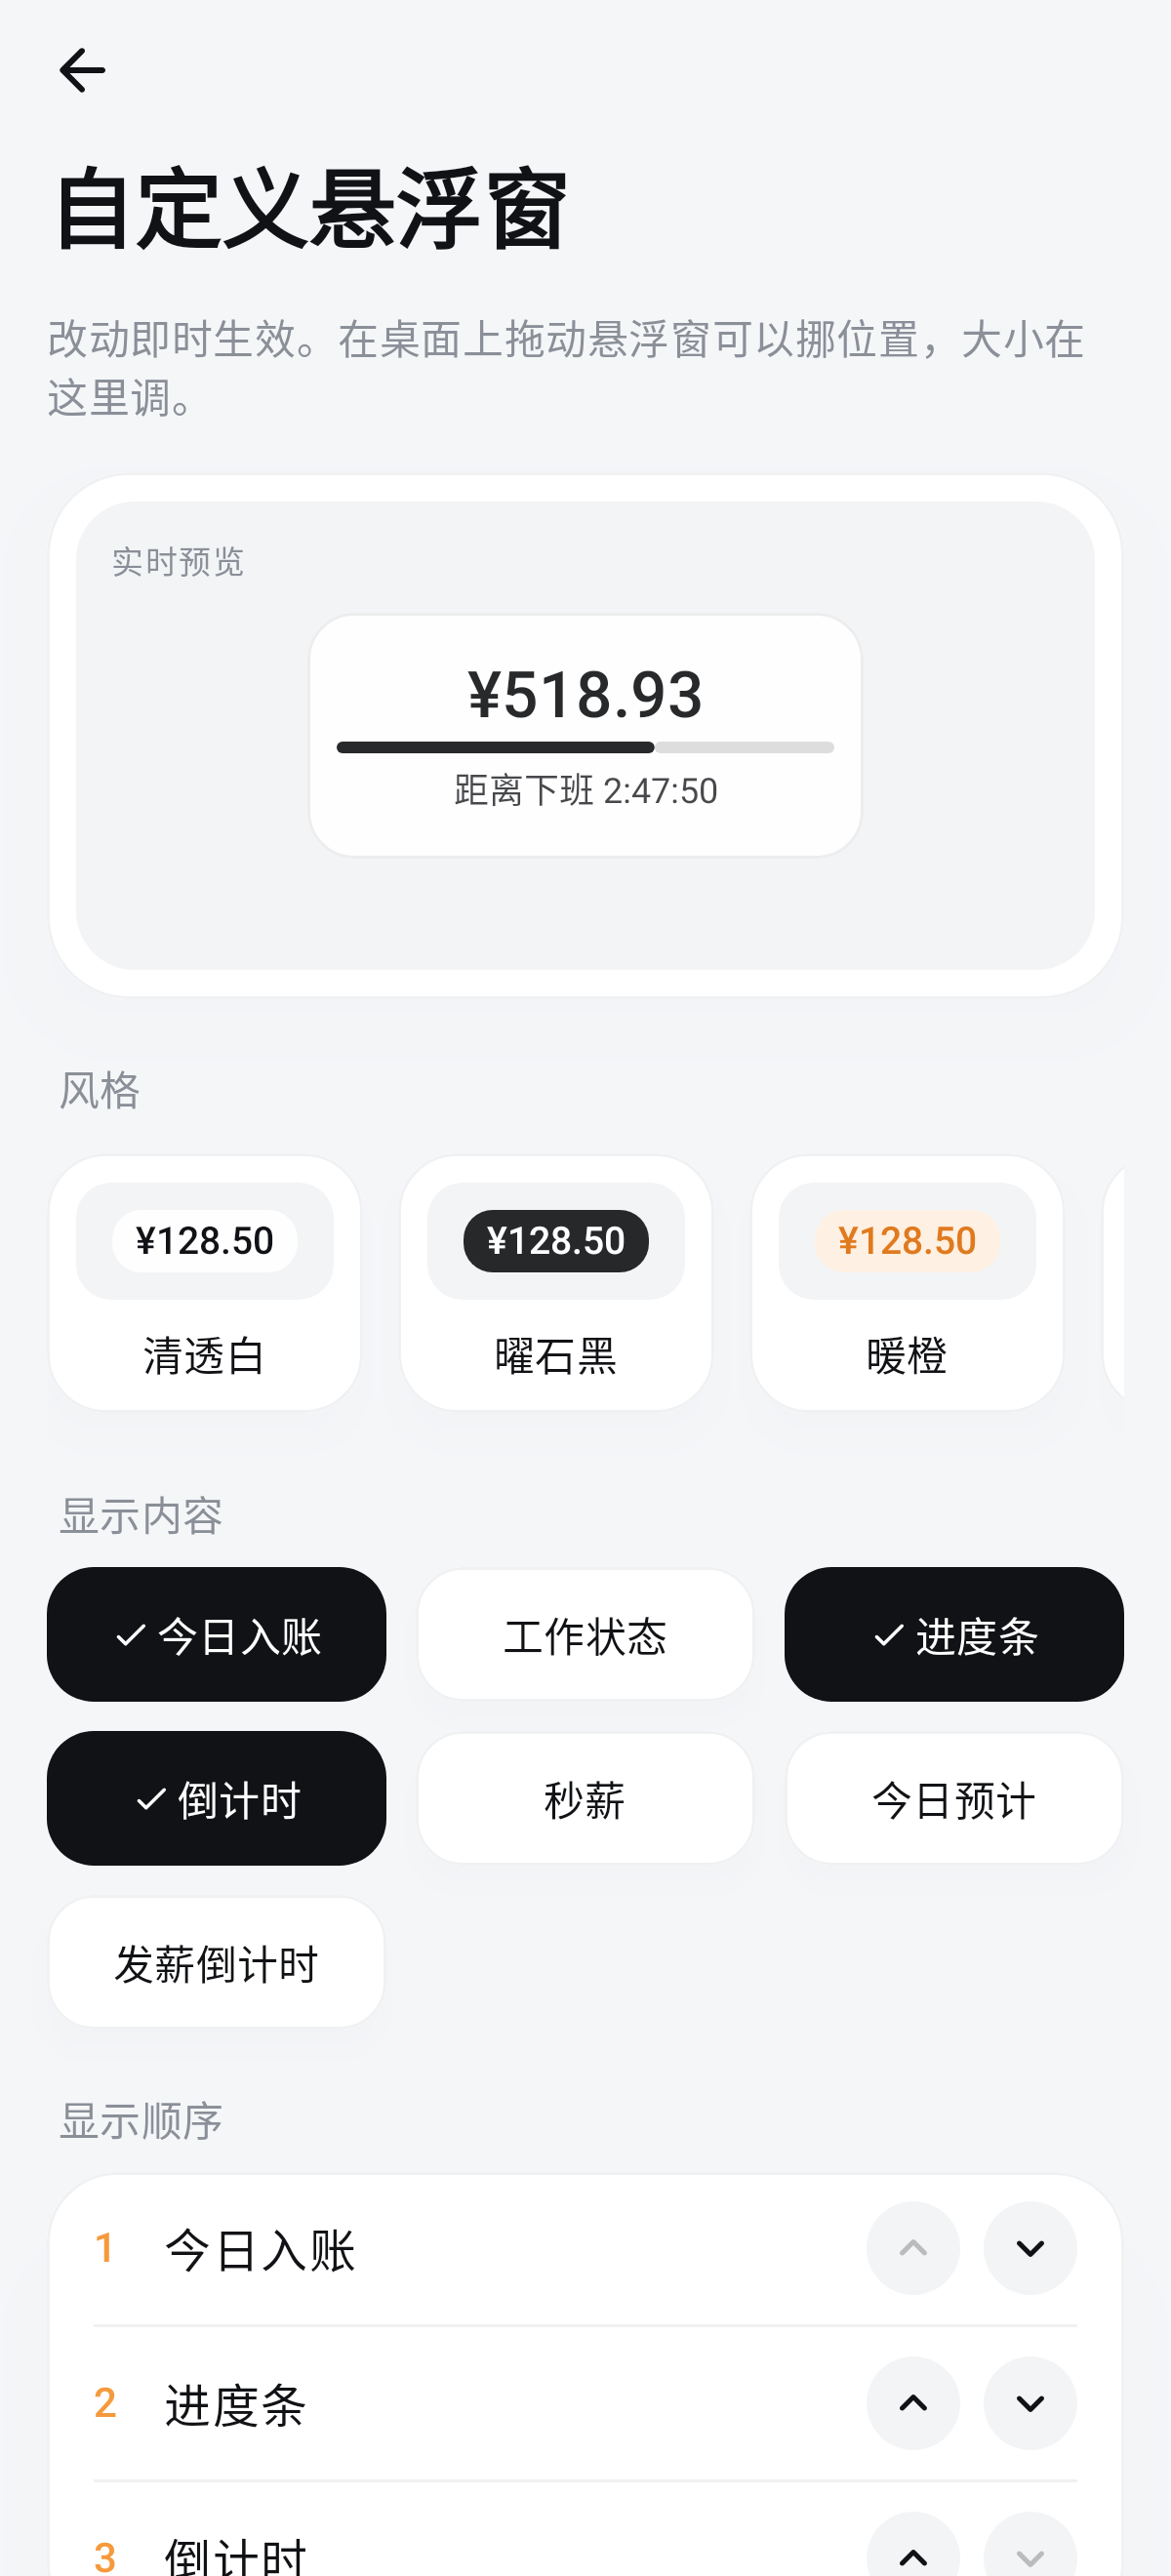 自定义悬浮窗
改动即时生效。在桌面上拖动悬浮窗可以挪位置，大小在
这里调。
实时预览
¥518.93
距离下班 2:47:50
风格
¥128.50
¥128.50
¥128.50
清透白
曜石黑
暖橙
显示内容
今日入账
工作状态
进度条
倒计时
秒薪
今日预计
发薪倒计时
显示顺序
1 今日入账
2 进度条
3 倒计时